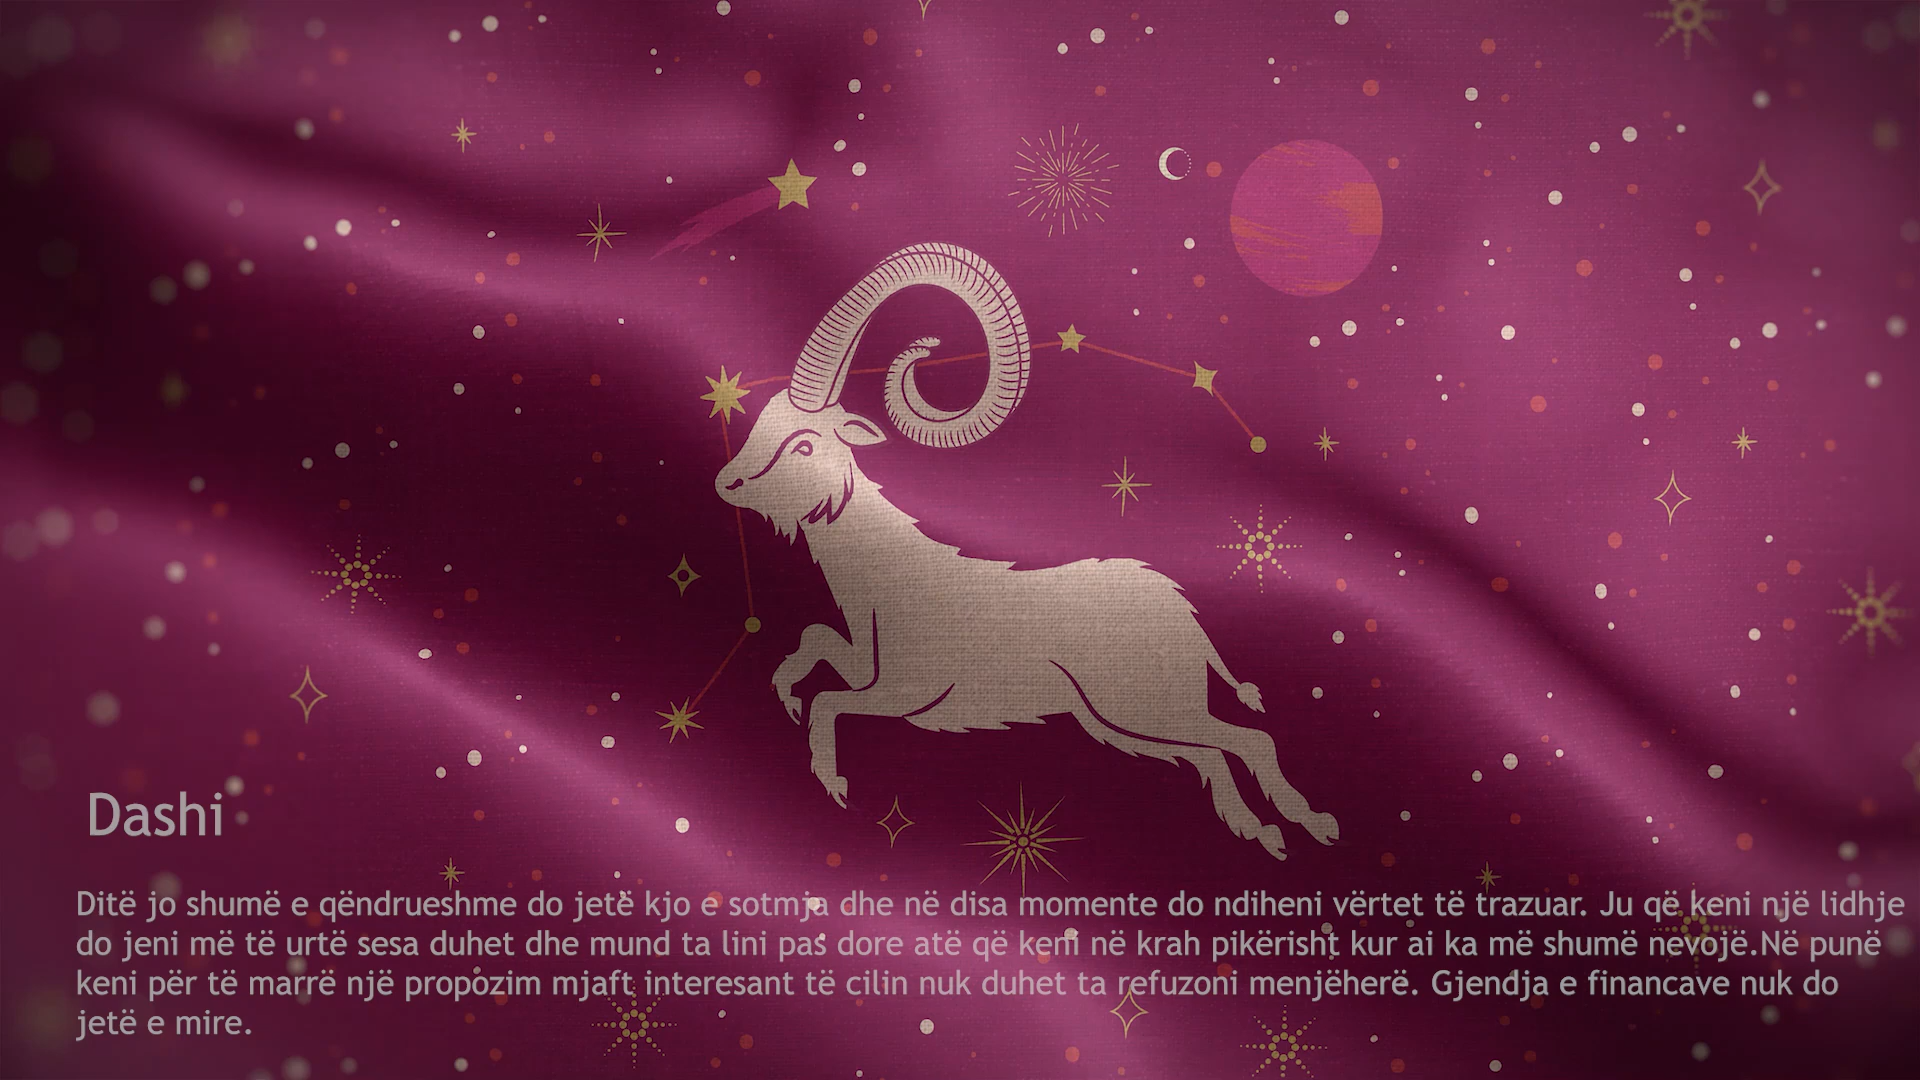 Dashi
Ditë jo shumë e qëndrueshme do jetë kjo e sotmja dhe në disa momente do ndiheni vërtet të trazuar. Ju që keni një lidhje
do jeni më të urtë sesa duhet dhe mund ta lini pas dore atë që keni në krah pikërisht kur ai ka më shumë nevojë.Në punë
keni për të marrë një propozim mjaft interesant të cilin nuk duhet ta refuzoni menjëherë. Gjendja e financave nuk do
jetë e mire.